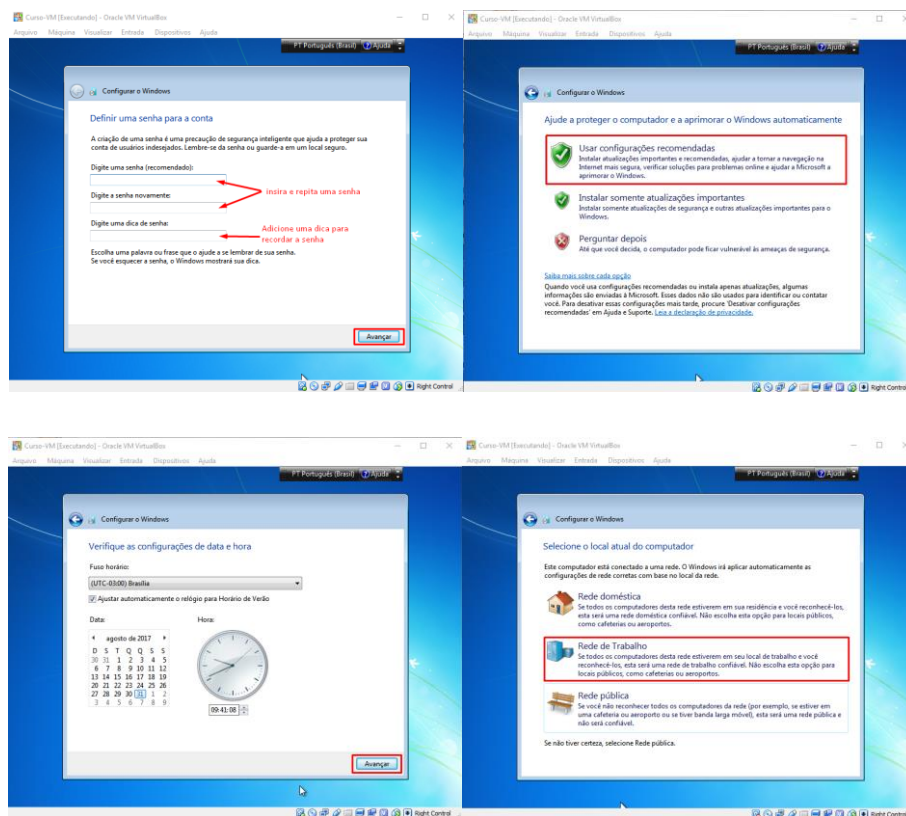 Curso-VM [Executando] - Oracle VM VirtualBox
Arquivo Máquina Visualizar Entrada Dispositivos Ajuda
PT Português (Brasil) Ajuda
Configurar o Windows
Definir uma senha para a conta
A criação de uma senha é uma precaução de segurança inteligente que ajuda a proteger sua
conta de usuários indesejados. Lembre-se da senha ou guarde-a em um local seguro.
Digite uma senha (recomendado):
Digite a senha novamente:
insira e repita uma senha
Digite uma dica de senha:
Adicione uma dica para
recordar a senha
Escolha uma palavra ou frase que o ajude a se lembrar de sua senha.
Se você esquecer a senha, o Windows mostrará sua dica.
Avançar
Right Control
Curso-VM [Executando] - Oracle VM VirtualBox
Arquivo Máquina Visualizar Entrada Dispositivos Ajuda
PT Português (Brasil) Ajuda
Configurar o Windows
Ajude a proteger o computador e a aprimorar o Windows automaticamente
Usar configurações recomendadas
Instalar atualizações importantes e recomendadas, ajudar a tornar a navegação na
Internet mais segura, verificar soluções para problemas online e ajudar a Microsoft a
aprimorar o Windows.
Instalar somente atualizações importantes
Instalar somente atualizações de segurança e outras atualizações importantes para o
Windows.
Perguntar depois
Até que você decida, o computador pode ficar vulnerável às ameaças de segurança.
Saiba mais sobre cada opção
Quando você usa configurações recomendadas ou instala apenas atualizações, algumas
informações são enviadas à Microsoft. Esses dados não são usados para identificar ou contatar
você. Para desativar essas configurações mais tarde, procure 'Desativar configurações
recomendadas' em Ajuda e Suporte. Leia a declaração de privacidade.
Right Control
Curso-VM [Executando] - Oracle VM VirtualBox
Arquivo Máquina Visualizar Entrada Dispositivos Ajuda
PT Português (Brasil) Ajuda
Configurar o Windows
Verifique as configurações de data e hora
Fuso horário:
(UTC-03:00) Brasília
Ajustar automaticamente o relógio para Horário de Verão
Data: Hora:
agosto de 2017
D S T Q Q S S
30 31 1 2 3 4 5
6 7 8 9 10 11 12
13 14 15 16 17 18 19
20 21 22 23 24 25 26
27 28 29 30 31 1 2
3 4 5 6 7 8 9
09:41:08
Avançar
Right Control
Curso-VM [Executando] - Oracle VM VirtualBox
Arquivo Máquina Visualizar Entrada Dispositivos Ajuda
PT Português (Brasil) Ajuda
Configurar o Windows
Selecione o local atual do computador
Este computador está conectado a uma rede. O Windows irá aplicar automaticamente as
configurações de rede corretas com base no local da rede.
Rede doméstica
Se todos os computadores desta rede estiverem em sua residência e você reconhecê-los,
esta será uma rede doméstica confiável. Não escolha esta opção para locais públicos,
como cafeterias ou aeroportos.
Rede de Trabalho
Se todos os computadores desta rede estiverem em seu local de trabalho e você
reconhecê-los, esta será uma rede de trabalho confiável. Não escolha esta opção para
locais públicos, como cafeterias ou aeroportos.
Rede pública
Se você não reconhecer todos os computadores da rede (por exemplo, se estiver em
uma cafeteria ou aeroporto ou se tiver banda larga móvel), esta será uma rede pública e
não será confiável.
Se não tiver certeza, selecione Rede pública.
Right Control